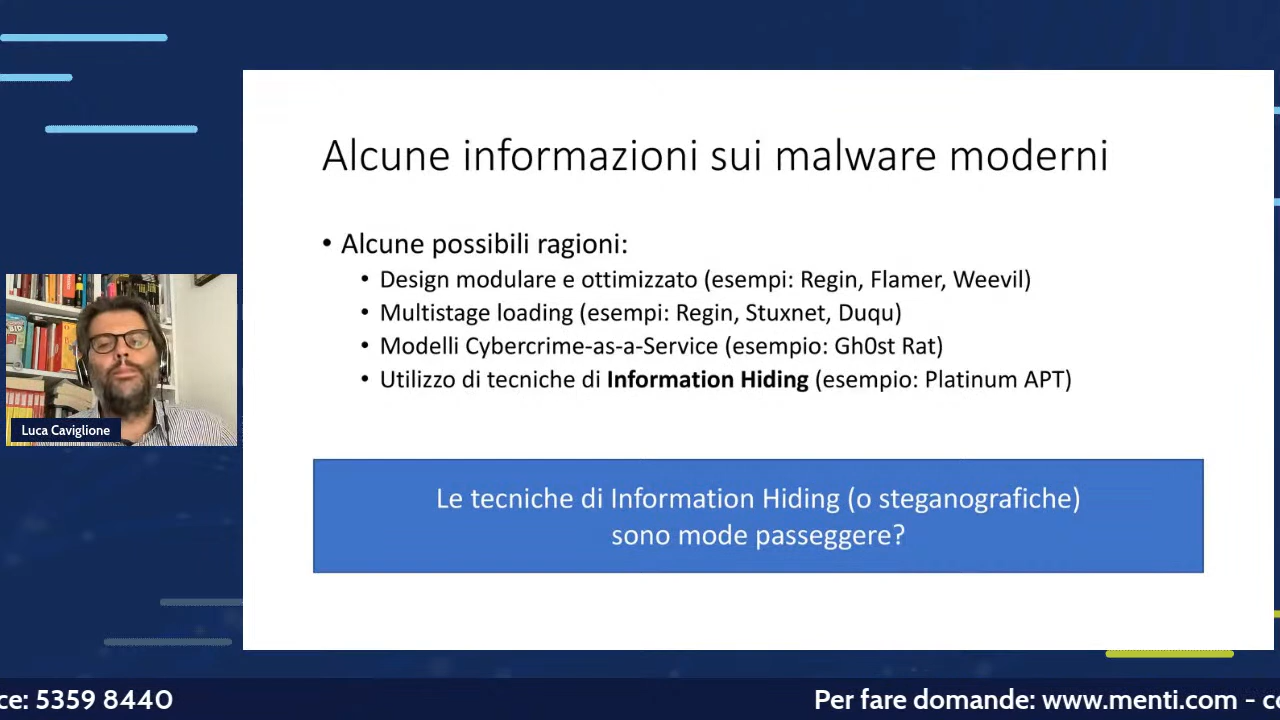 Alcune informazioni sui malware moderni
• Alcune possibili ragioni:
• Design modulare e ottimizzato (esempi: Regin, Flamer, Weevil)
• Multistage loading (esempi: Regin, Stuxnet, Duqu)
• Modelli Cybercrime-as-a-Service (esempio: Gh0st Rat)
• Utilizzo di tecniche di Information Hiding (esempio: Platinum APT)
Le tecniche di Information Hiding (o steganografiche)
sono mode passeggere?
Luca Caviglione
ce: 5359 8440
Per fare domande: www.menti.com - co